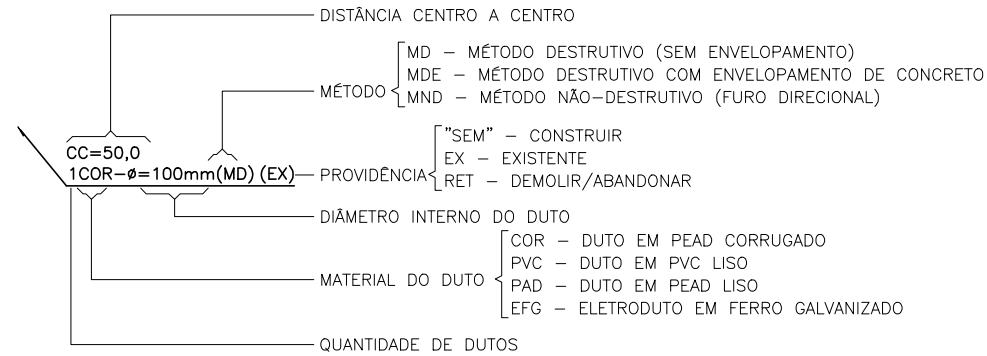 DISTÂNCIA CENTRO A CENTRO
MÉTODO
MD – MÉTODO DESTRUTIVO (SEM ENVELOPAMENTO)
MDE – MÉTODO DESTRUTIVO COM ENVELOPAMENTO DE CONCRETO
MND – MÉTODO NÃO–DESTRUTIVO (FURO DIRECIONAL)
CC=50,0
1COR–ø=100mm(MD) (EX)
PROVIDÊNCIA
"SEM" – CONSTRUIR
EX – EXISTENTE
RET – DEMOLIR/ABANDONAR
DIÂMETRO INTERNO DO DUTO
MATERIAL DO DUTO
COR – DUTO EM PEAD CORRUGADO
PVC – DUTO EM PVC LISO
PAD – DUTO EM PEAD LISO
EFG – ELETRODUTO EM FERRO GALVANIZADO
QUANTIDADE DE DUTOS